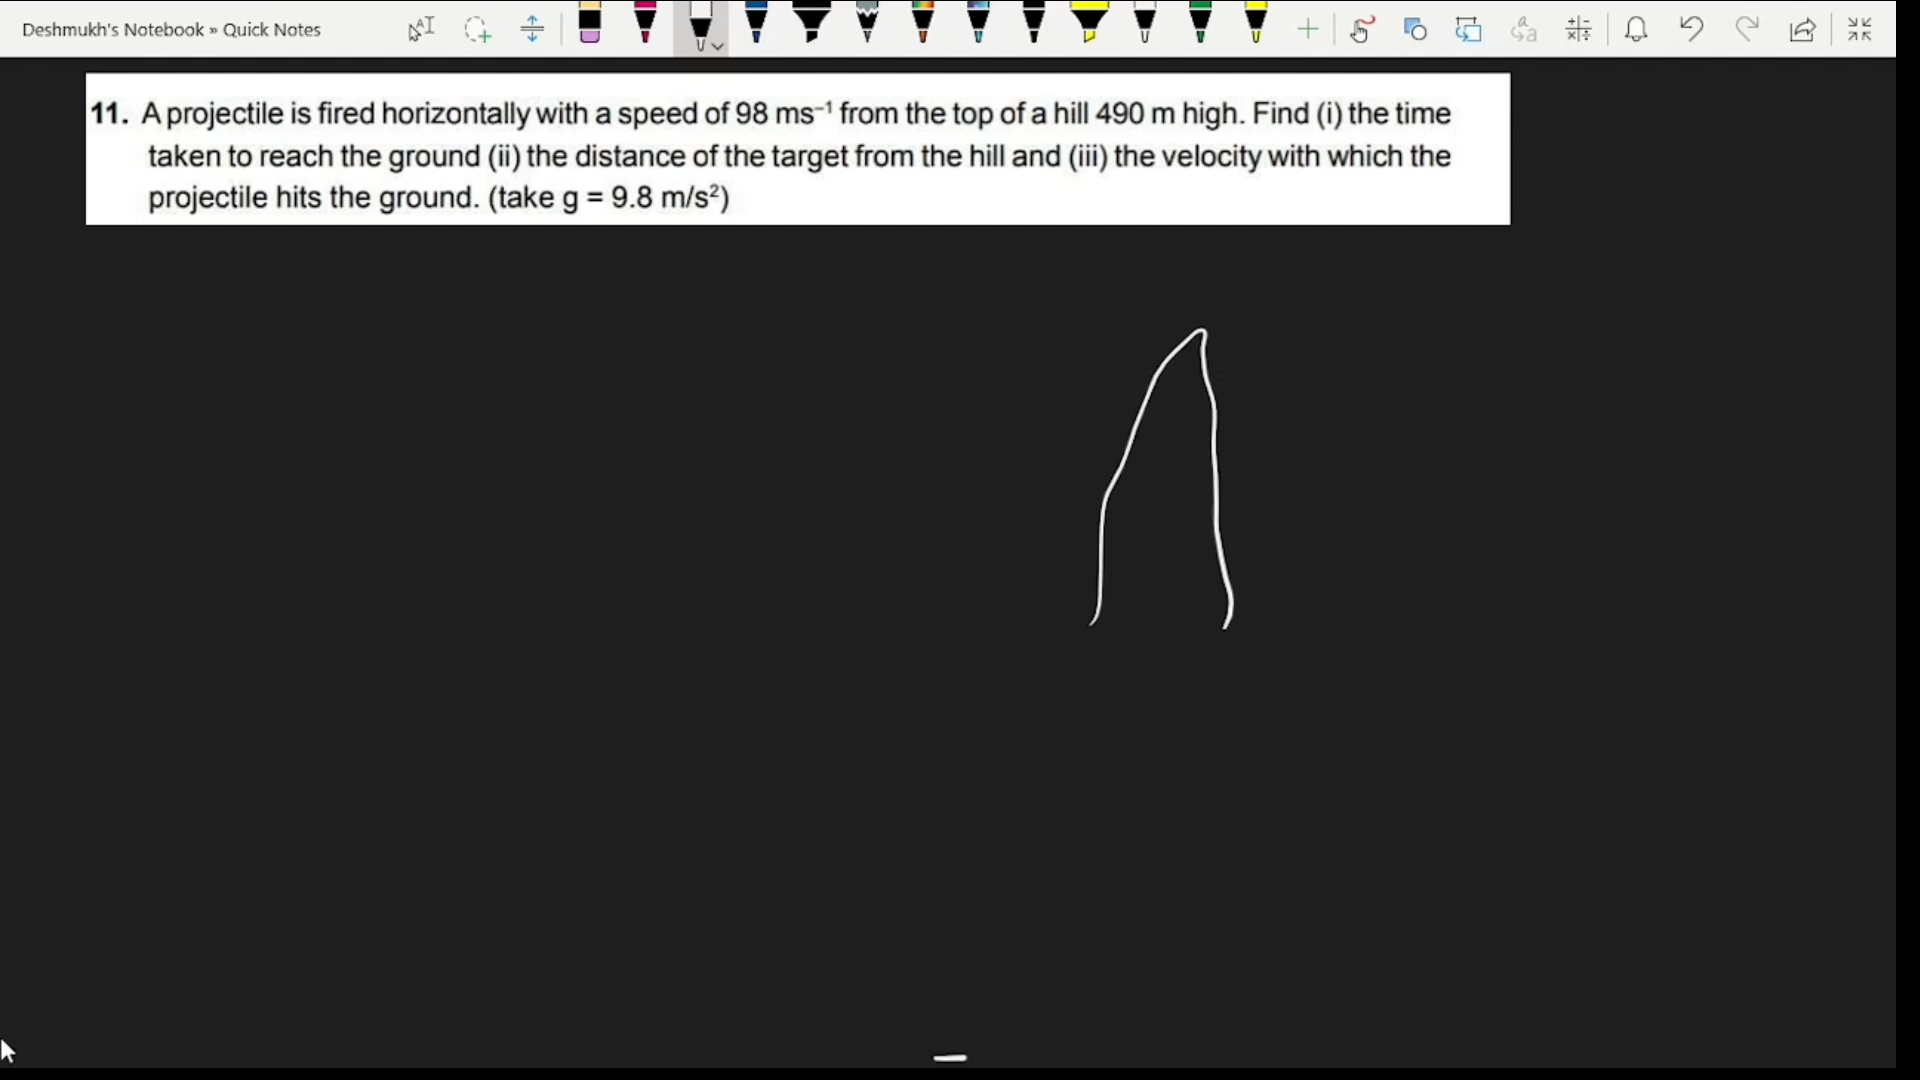 Deshmukh's Notebook » Quick Notes
11. A projectile is fired horizontally with a speed of 98 ms⁻¹ from the top of a hill 490 m high. Find (i) the time
taken to reach the ground (ii) the distance of the target from the hill and (iii) the velocity with which the
projectile hits the ground. (take g = 9.8 m/s²)